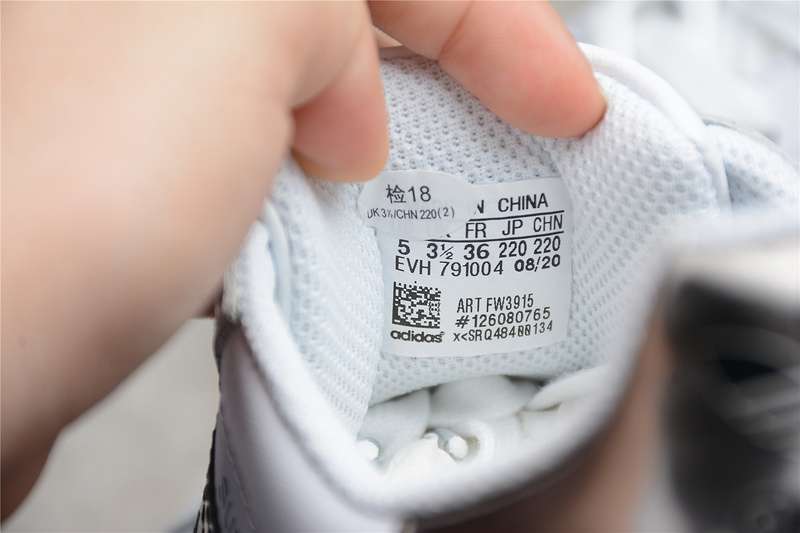 检18
UK 3½/CHN 220(2)
N CHINA
FR JP CHN
5 3½ 36 220 220
EVH 791004 08/20
ART FW3915
#126080765
adidas® x<SRQ48400134